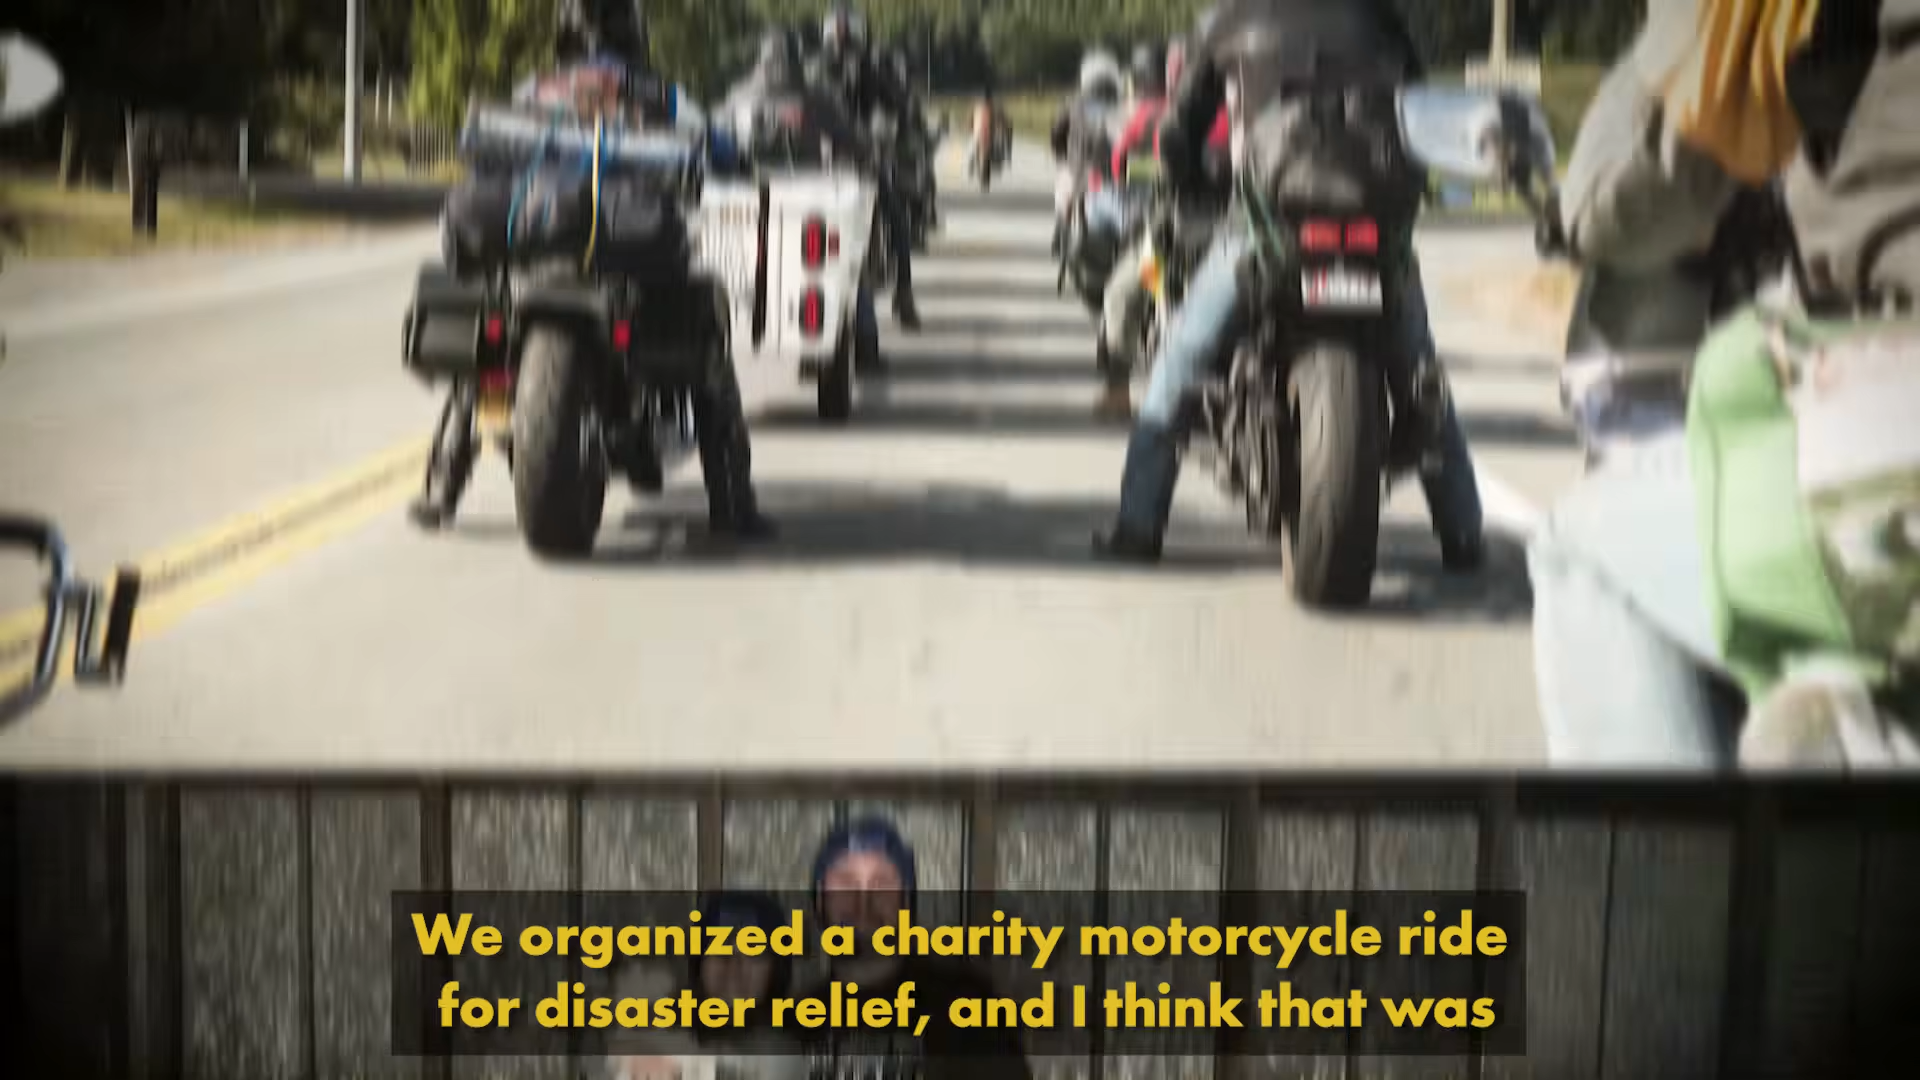 We organized a charity motorcycle ride
for disaster relief, and I think that was